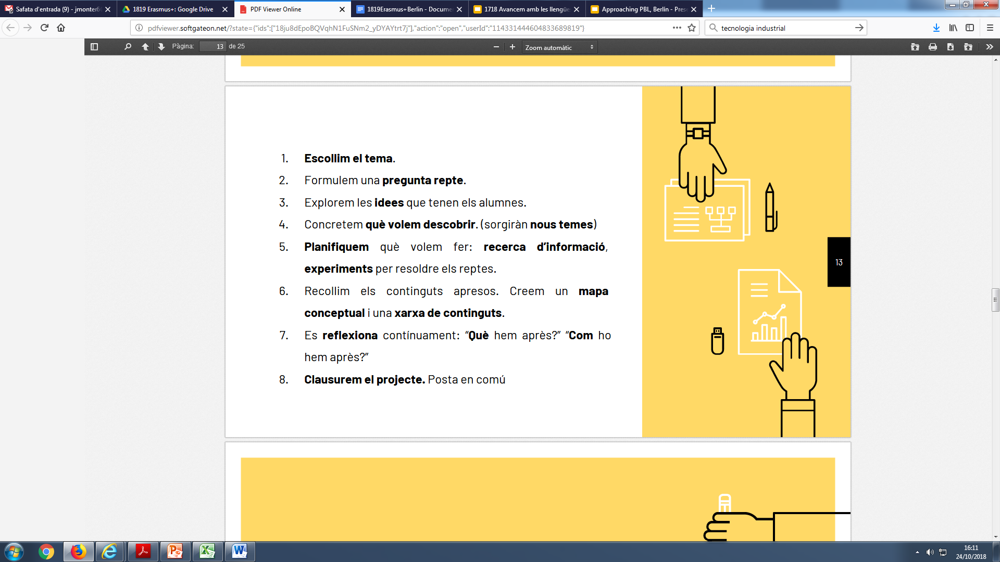 Safata d'entrada (9) - jmonter6
1819 Erasmus+: Google Drive
PDF Viewer Online
1819Erasmus+Berlin - Docume
1718 Avancem amb les llengüe
Approaching PBL, Berlín - Pres
pdfviewer.softgateon.net/?state={"ids":["18ju8dEpoBQVqhN1FuSNm2_yDYAYtrt7j"],"action":"open","userId":"114331444604833689819"}
tecnologia industrial
Pàgina: 13 de 25
Zoom automàtic
1. Escollim el tema.
2. Formulem una pregunta repte.
3. Explorem les idees que tenen els alumnes.
4. Concretem què volem descobrir. (sorgiràn nous temes)
5. Planifiquem què volem fer: recerca d’informació,
experiments per resoldre els reptes.
6. Recollim els continguts apresos. Creem un mapa
conceptual i una xarxa de continguts.
7. Es reflexiona contínuament: “Què hem après?” “Com ho
hem après?”
8. Clausurem el projecte. Posta en comú
13
16:11
24/10/2018